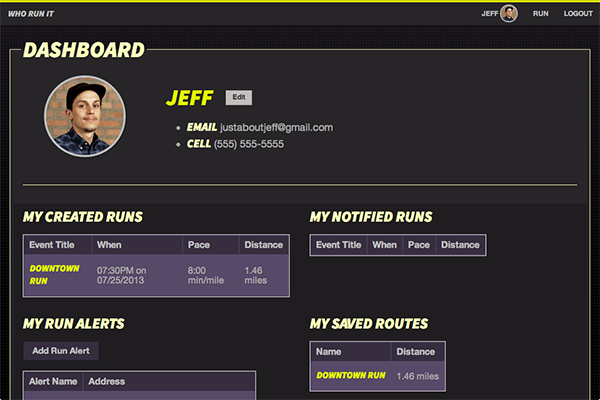 WHO RUN IT
JEFF RUN LOGOUT
DASHBOARD
JEFF Edit
EMAIL justaboutjeff@gmail.com
CELL (555) 555-5555
MY CREATED RUNS
Event Title When Pace Distance
DOWNTOWN RUN 07:30PM on 07/25/2013 8:00 min/mile 1.46 miles
MY NOTIFIED RUNS
Event Title When Pace Distance
MY RUN ALERTS
Add Run Alert
Alert Name Address
MY SAVED ROUTES
Name Distance
DOWNTOWN RUN 1.46 miles